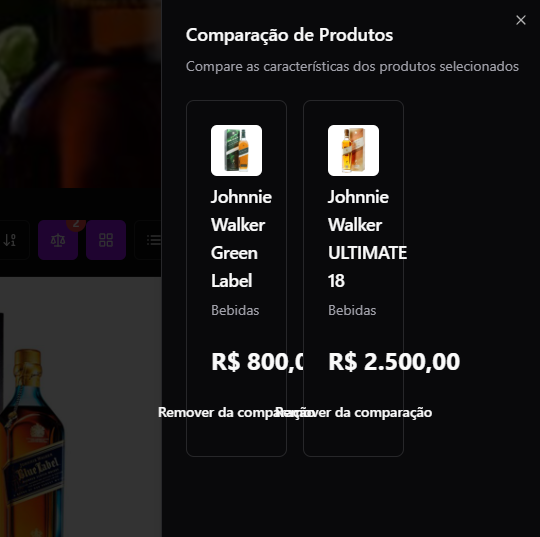 Comparação de Produtos
Compare as características dos produtos selecionados
2
Johnnie
Walker
Green
Label
Bebidas
R$ 800,0
Remover da comparação
Johnnie
Walker
ULTIMATE
18
Bebidas
R$ 2.500,00
Remover da comparação
Blue Label